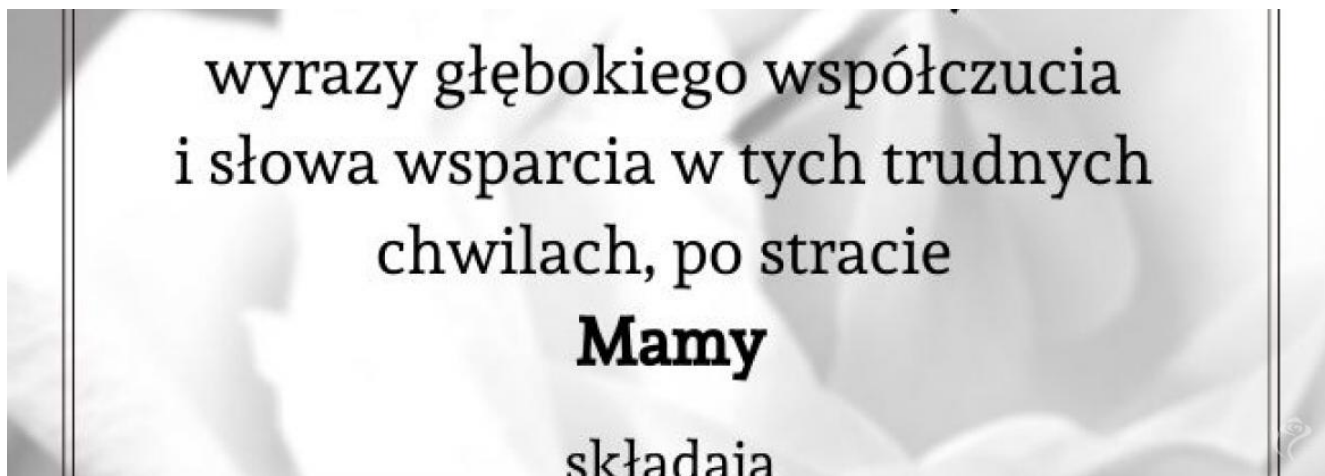 wyrazy głębokiego współczucia
i słowa wsparcia w tych trudnych
chwilach, po stracie
Mamy
składają